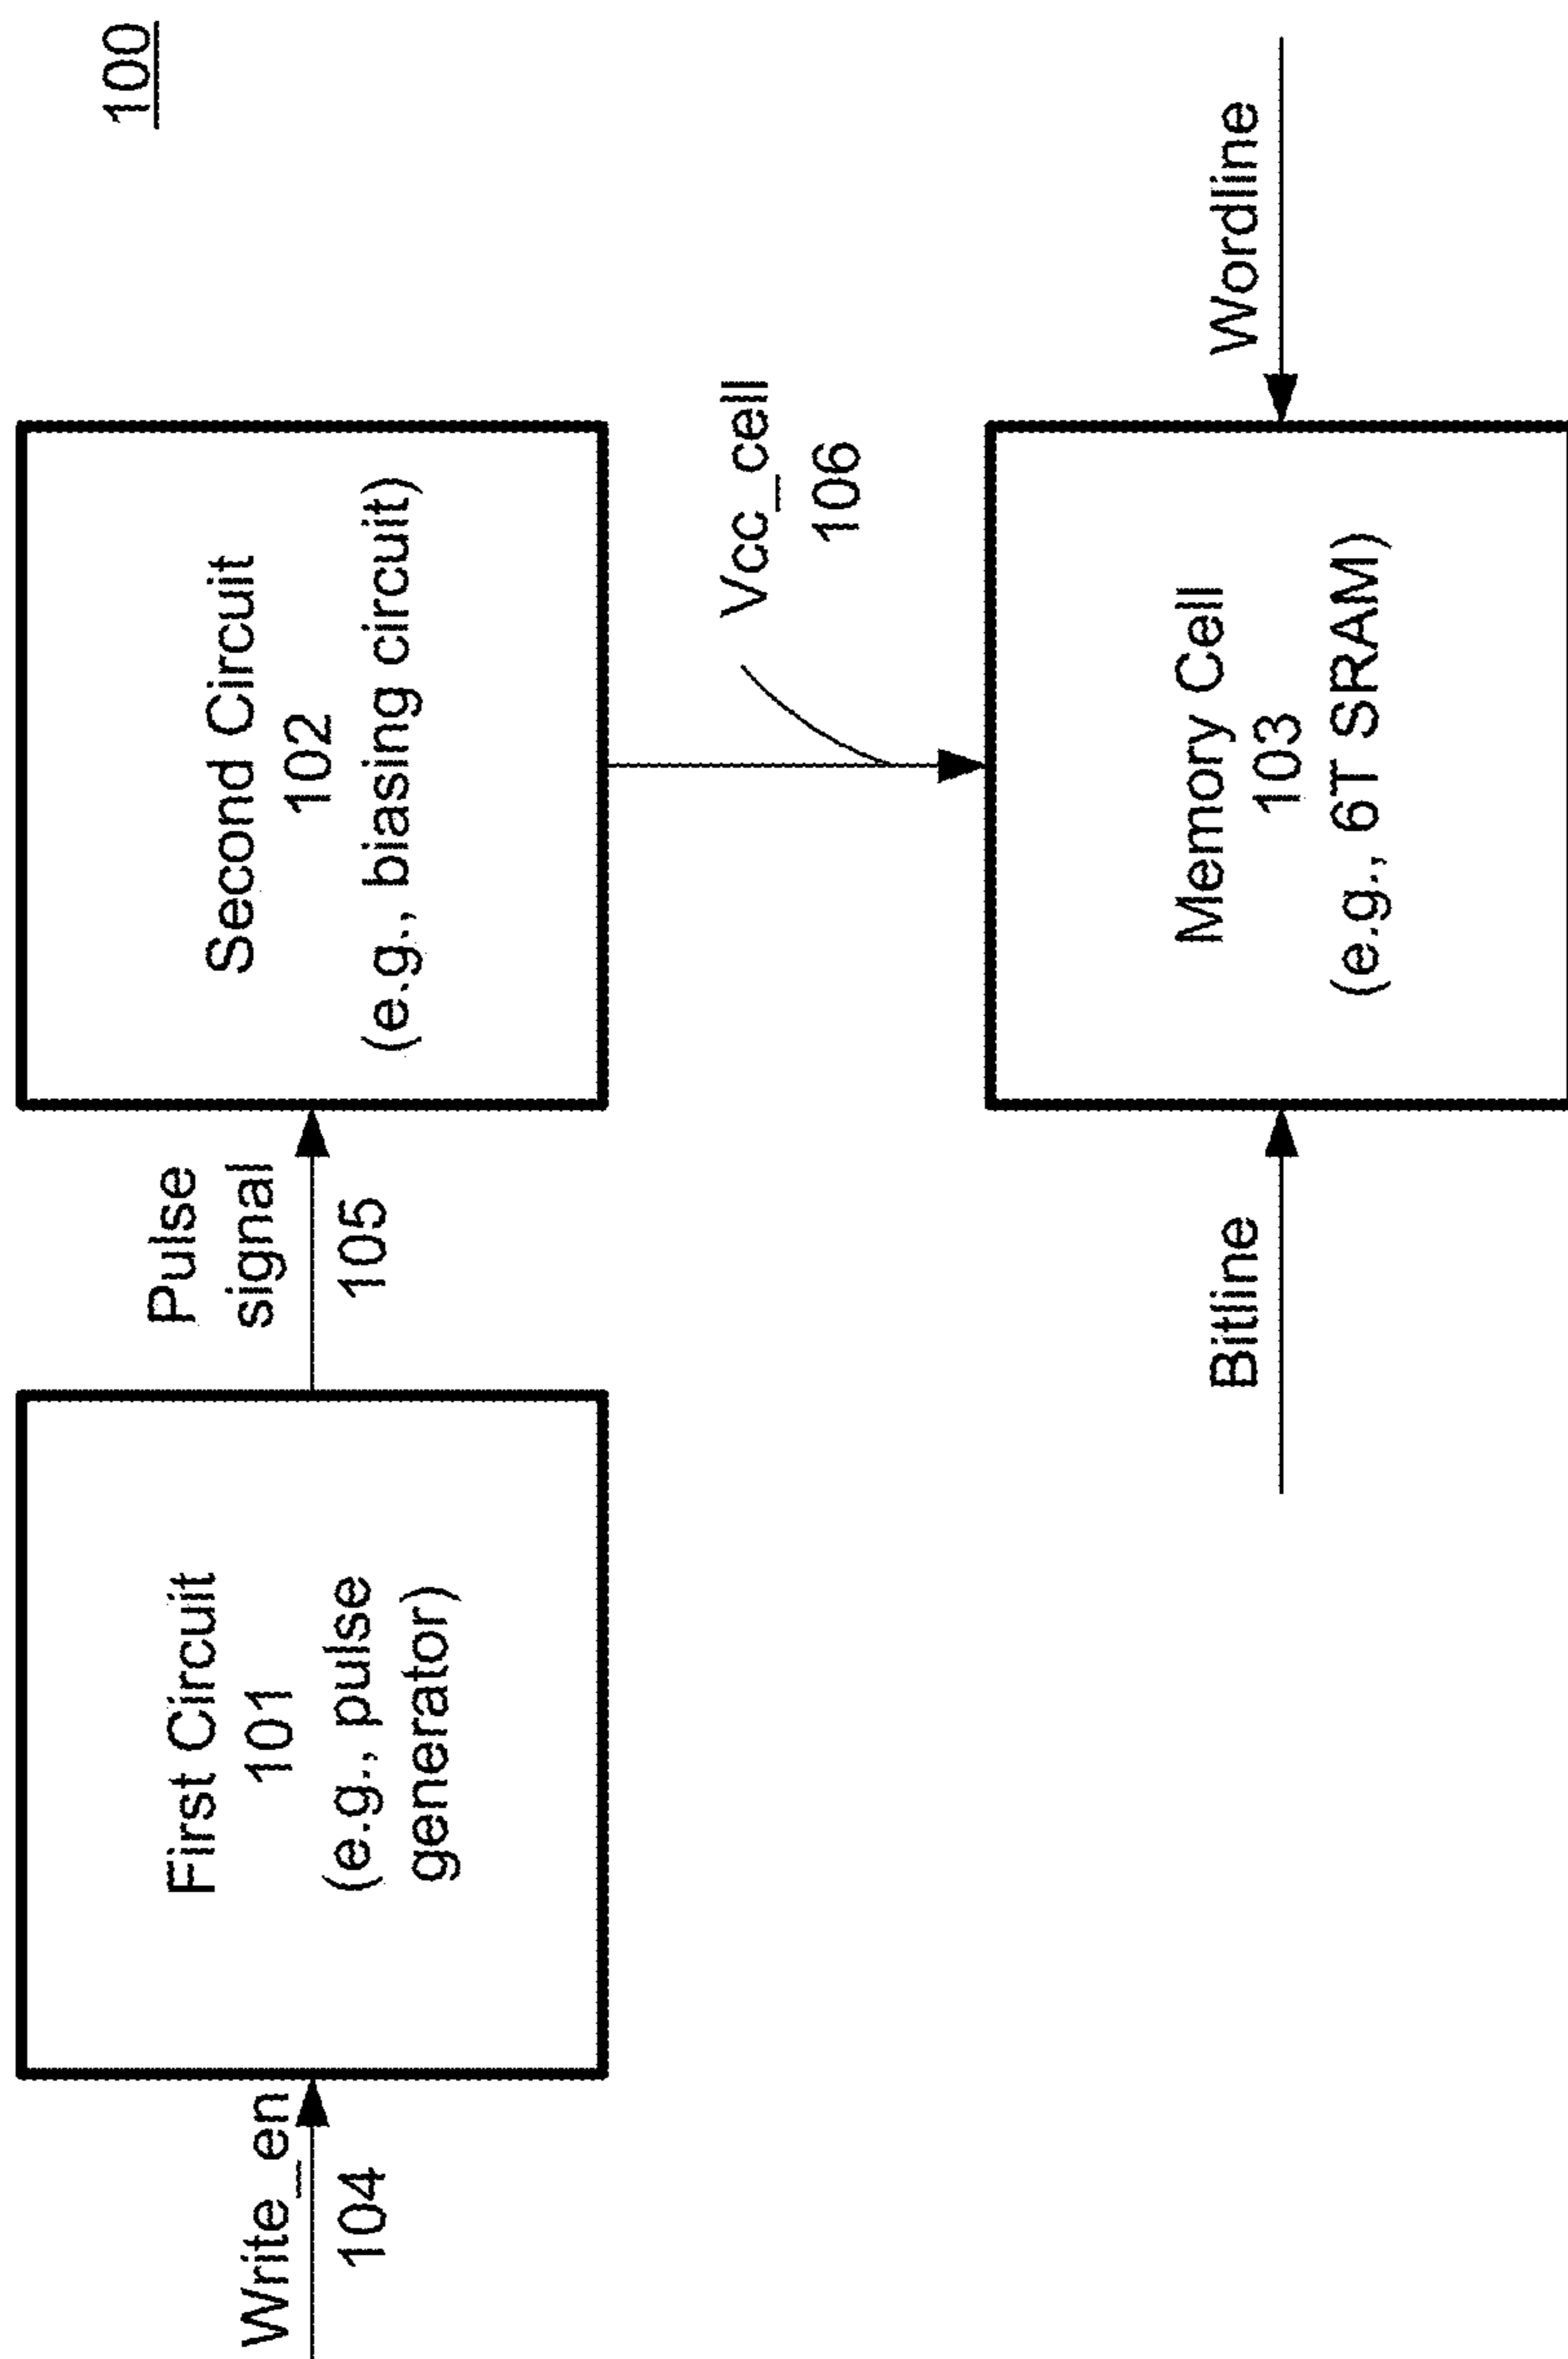 100
Write_en
104
First Circuit
101
(e.g., pulse
generator)
Pulse
signal
105
Second Circuit
102
(e.g., biasing circuit)
Vcc_cell
106
Bitline
Memory Cell
103
(e.g., 6T SRAM)
Wordline